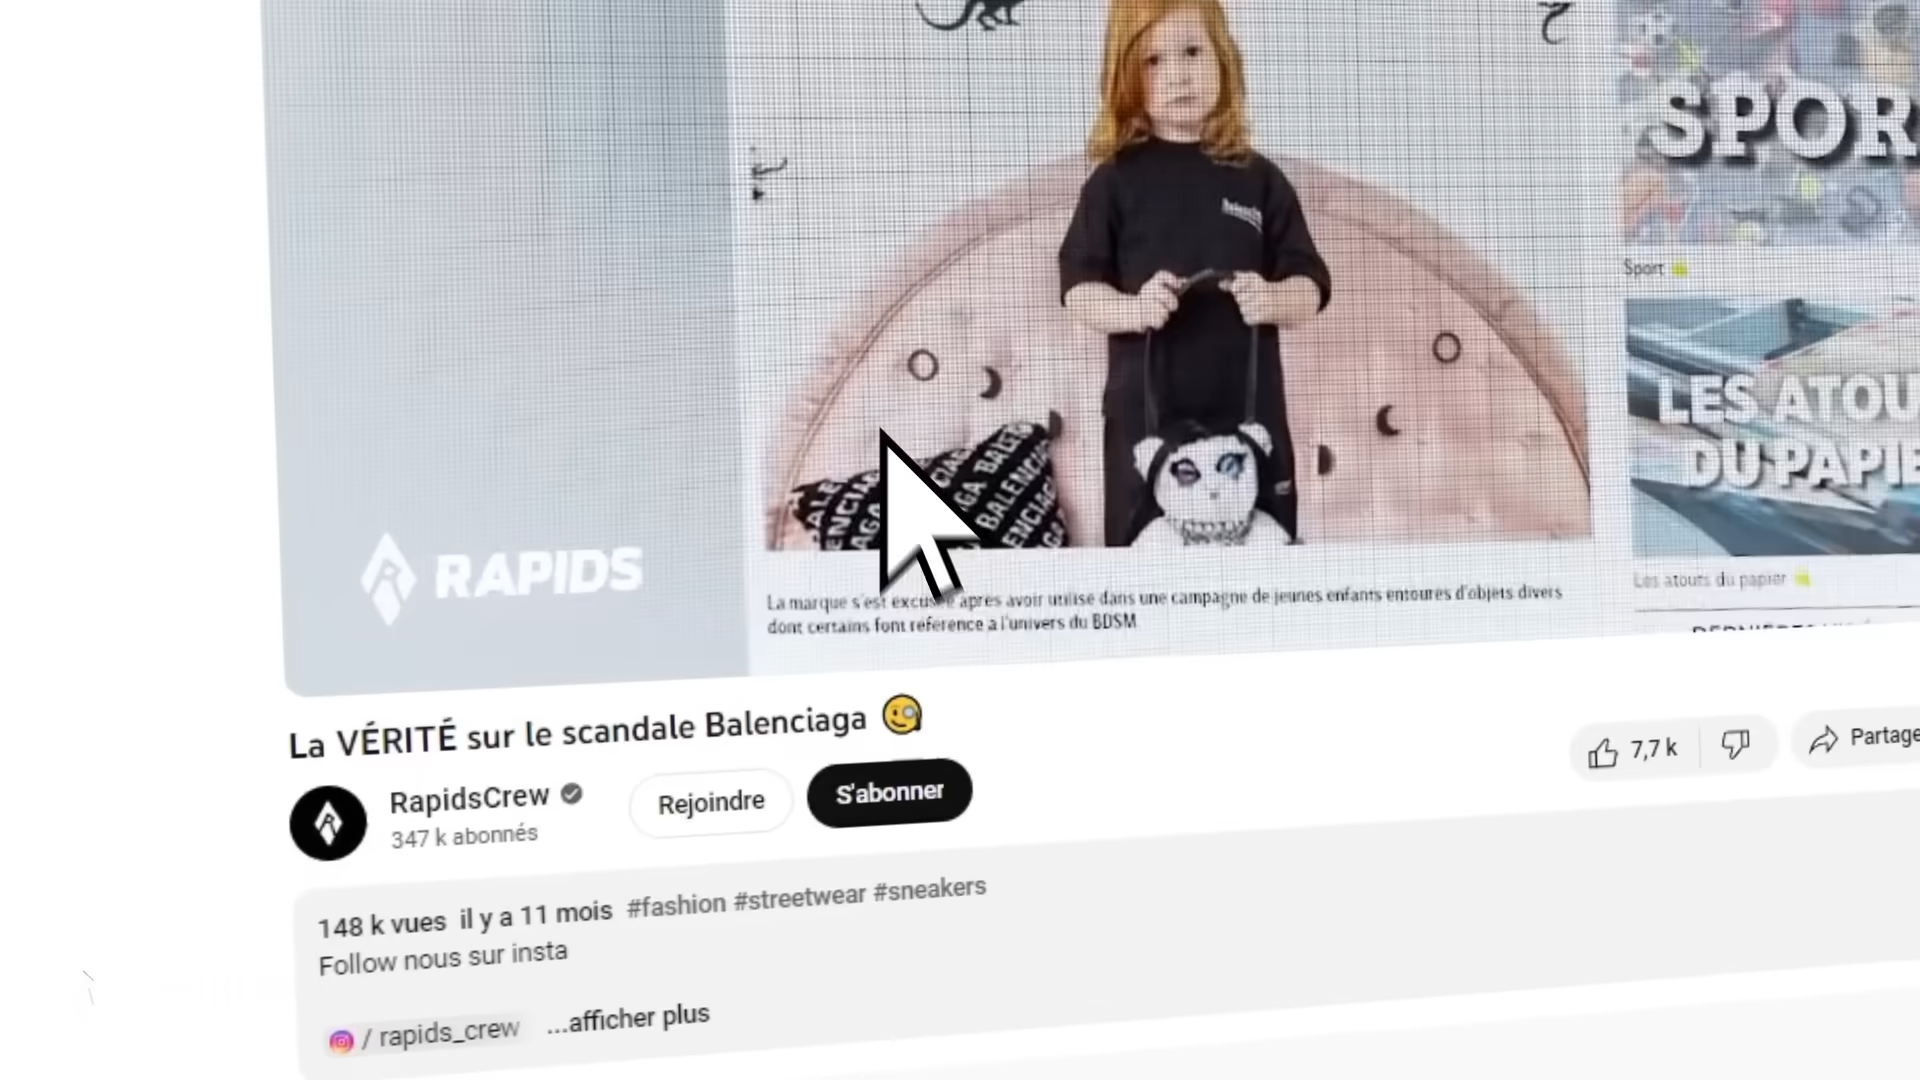 SPOR
Sport
LES ATOU
DU PAPIE
Les atouts du papier
BALENCIAGA
RAPIDS
La marque s'est excusée après avoir utilisé dans une campagne de jeunes enfants entourés d'objets divers
dont certains font référence à l'univers du BDSM
La VÉRITÉ sur le scandale Balenciaga
RapidsCrew
347 k abonnés
Rejoindre
S'abonner
7,7 k
Partage
148 k vues il y a 11 mois #fashion #streetwear #sneakers
Follow nous sur insta
/ rapids_crew ...afficher plus